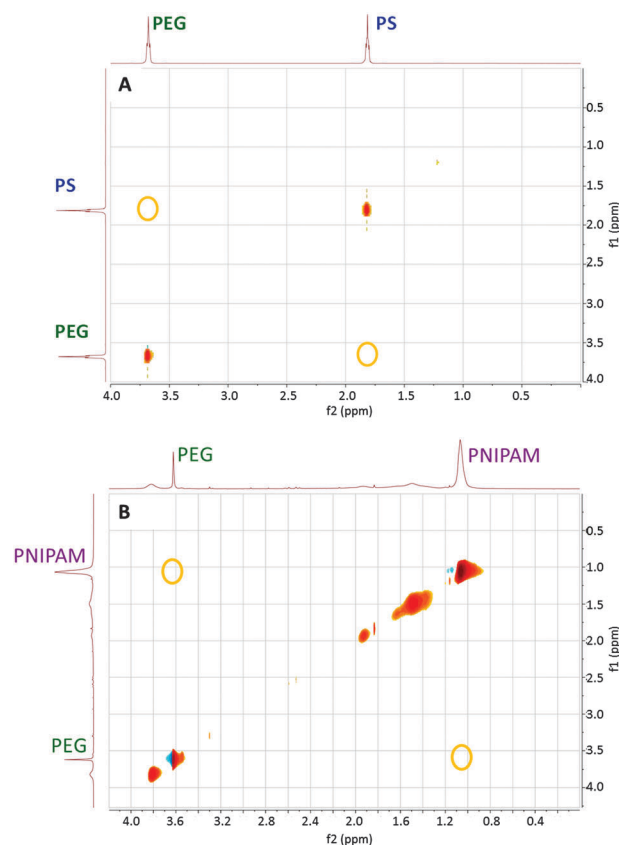 PEG PS
A
0.5
1.0
PS 1.5
2.0
2.5
3.0
PEG 3.5
4.0
f1 (ppm)
4.0 3.5 3.0 2.5 2.0 1.5 1.0 0.5
f2 (ppm)
PEG PNIPAM
B
0.5
PNIPAM 1.0
1.5
2.0
2.5
3.0
PEG 3.5
4.0
f1 (ppm)
4.0 3.6 3.2 2.8 2.4 2.0 1.6 1.2 0.8 0.4
f2 (ppm)